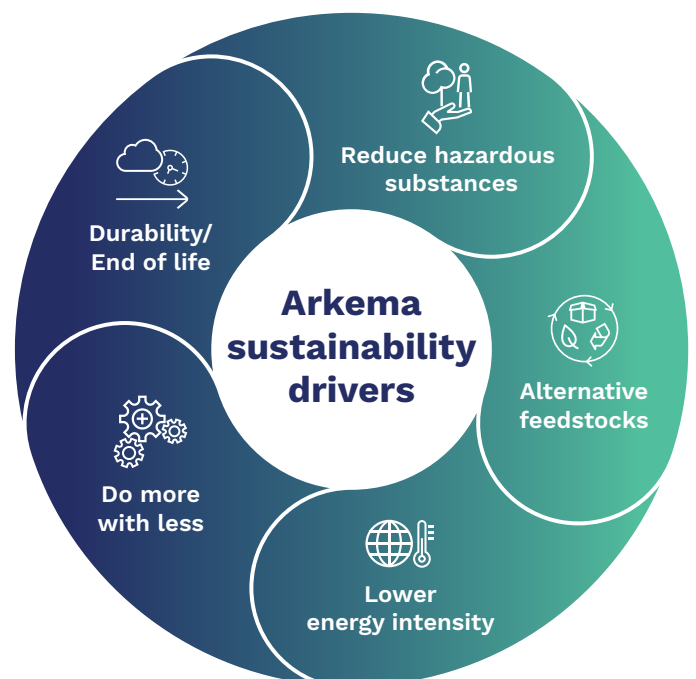 Reduce hazardous
substances
Durability/
End of life
Arkema
sustainability
drivers
Alternative
feedstocks
Do more
with less
Lower
energy intensity